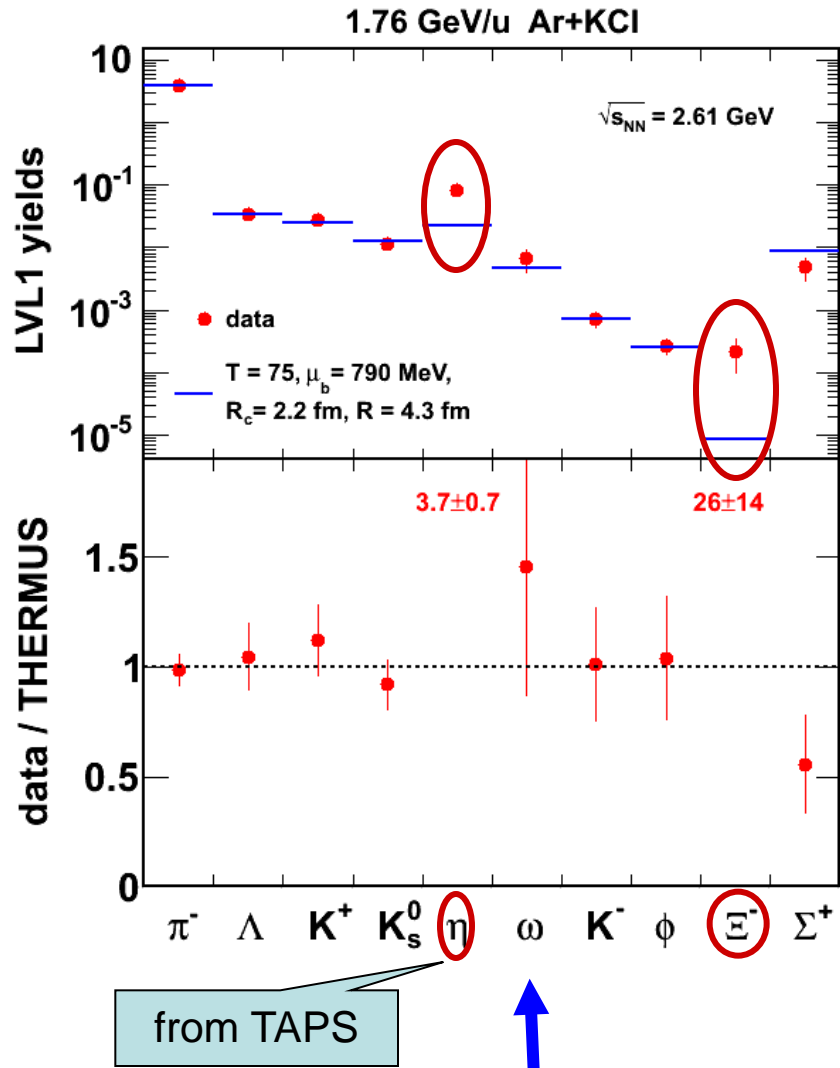 1.76 GeV/u Ar+KCl
10
√s_NN = 2.61 GeV
10⁻¹
LVL1 yields
10⁻³
data
T = 75, μ_b = 790 MeV,
R_c = 2.2 fm, R = 4.3 fm
10⁻⁵
3.7±0.7 26±14
1.5
data / THERMUS
1
0.5
0
π⁻ Λ K⁺ K_s⁰ η ω K⁻ ϕ Ξ⁻ Σ⁺
from TAPS